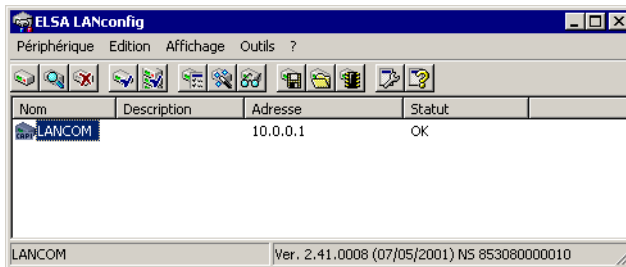 ELSA LANconfig
Périphérique Edition Affichage Outils ?
Nom Description Adresse Statut
CAPI LANCOM 10.0.0.1 OK
LANCOM Ver. 2.41.0008 (07/05/2001) NS 853080000010